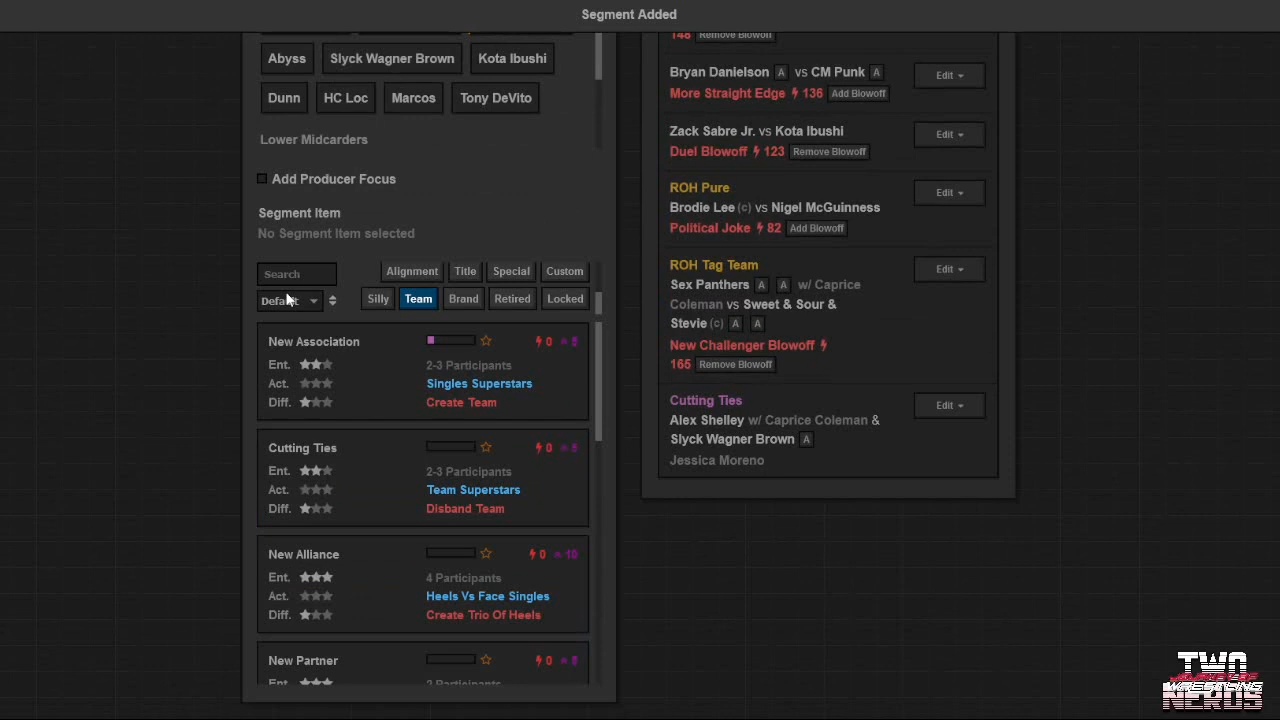 Segment Added
Abyss
Slyck Wagner Brown
Kota Ibushi
Dunn
HC Loc
Marcos
Tony DeVito
Lower Midcarders
Add Producer Focus
Segment Item
No Segment Item selected
Search
Alignment
Title
Special
Custom
Default
Silly
Team
Brand
Retired
Locked
New Association
0
Ent.
2-3 Participants
Act.
Singles Superstars
Diff.
Create Team
Cutting Ties
0
Ent.
2-3 Participants
Act.
Team Superstars
Diff.
Disband Team
New Alliance
0 10
Ent.
4 Participants
Act.
Heels Vs Face Singles
Diff.
Create Trio Of Heels
New Partner
0
Ent.
148 Remove Blowoff
Bryan Danielson A vs CM Punk A
Edit
More Straight Edge 136 Add Blowoff
Zack Sabre Jr. vs Kota Ibushi
Edit
Duel Blowoff 123 Remove Blowoff
ROH Pure
Edit
Brodie Lee (c) vs Nigel McGuinness
Political Joke 82 Add Blowoff
ROH Tag Team
Edit
Sex Panthers A A w/ Caprice
Coleman vs Sweet & Sour &
Stevie (c) A A
New Challenger Blowoff
165 Remove Blowoff
Cutting Ties
Edit
Alex Shelley w/ Caprice Coleman &
Slyck Wagner Brown A
Jessica Moreno
TWO
WRESTLING
NERDS